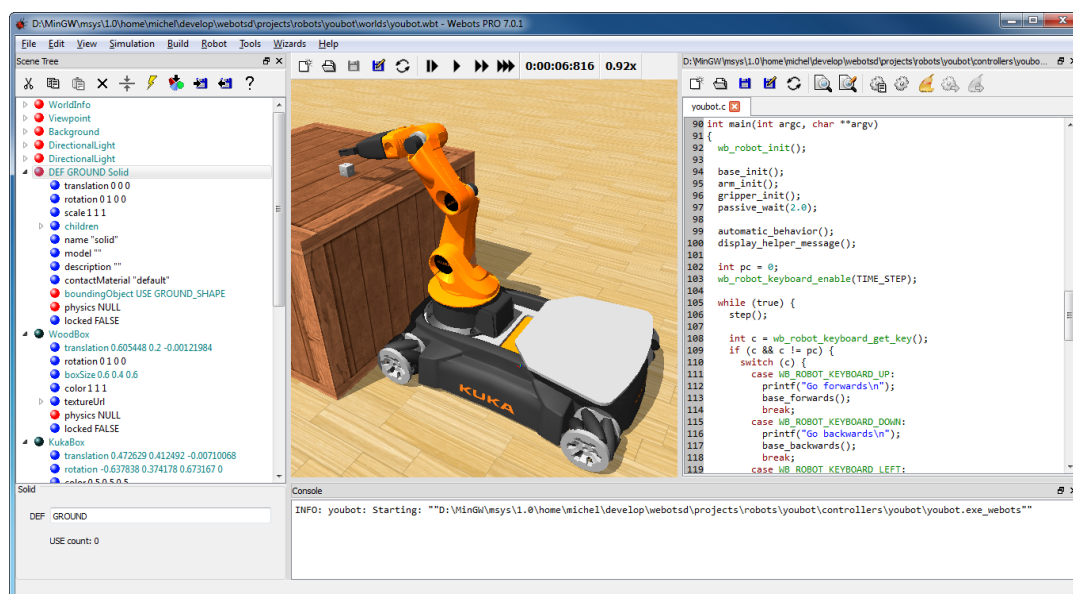 D:\MinGW\msys\1.0\home\michel\develop\webotsd\projects\robots\youbot\worlds\youbot.wbt - Webots PRO 7.0.1
File Edit View Simulation Build Robot Tools Wizards Help
Scene Tree
WorldInfo
Viewpoint
Background
DirectionalLight
DirectionalLight
DEF GROUND Solid
translation 0 0 0
rotation 0 1 0 0
scale 1 1 1
children
name "solid"
model ""
description ""
contactMaterial "default"
boundingObject USE GROUND_SHAPE
physics NULL
locked FALSE
WoodBox
translation 0.605448 0.2 -0.00121984
rotation 0 1 0 0
boxSize 0.6 0.4 0.6
color 1 1 1
textureUrl
physics NULL
locked FALSE
KukaBox
translation 0.472629 0.412492 -0.00710068
rotation -0.637838 0.374178 0.673167 0
color 0.5 0.5 0.5
Solid
DEF GROUND
USE count: 0
0:00:06:816 0.92x
KUKA
D:\MinGW\msys\1.0\home\michel\develop\webotsd\projects\robots\youbot\controllers\youbo...
youbot.c
90 int main(int argc, char **argv)
91 {
92 wb_robot_init();
93
94 base_init();
95 arm_init();
96 gripper_init();
97 passive_wait(2.0);
98
99 automatic_behavior();
100 display_helper_message();
101
102 int pc = 0;
103 wb_robot_keyboard_enable(TIME_STEP);
104
105 while (true) {
106 step();
107
108 int c = wb_robot_keyboard_get_key();
109 if (c && c != pc) {
110 switch (c) {
111 case WB_ROBOT_KEYBOARD_UP:
112 printf("Go forwards\n");
113 base_forwards();
114 break;
115 case WB_ROBOT_KEYBOARD_DOWN:
116 printf("Go backwards\n");
117 base_backwards();
118 break;
119 case WB_ROBOT_KEYBOARD_LEFT:
Console
INFO: youbot: Starting: ""D:\MinGW\msys\1.0\home\michel\develop\webotsd\projects\robots\youbot\controllers\youbot\youbot.exe_webots""